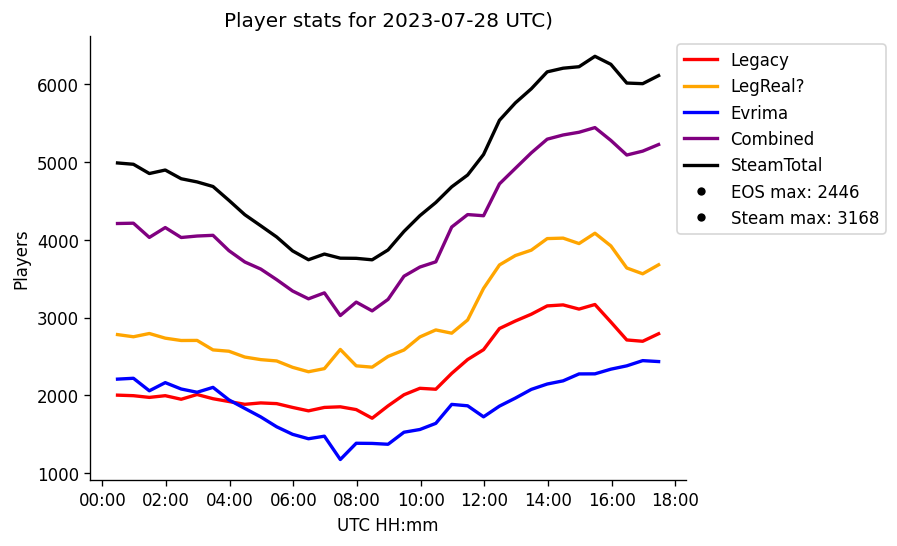 Player stats for 2023-07-28 UTC)
Legacy
LegReal?
Evrima
Combined
SteamTotal
EOS max: 2446
Steam max: 3168
Players
6000
5000
4000
3000
2000
1000
00:00 02:00 04:00 06:00 08:00 10:00 12:00 14:00 16:00 18:00
UTC HH:mm